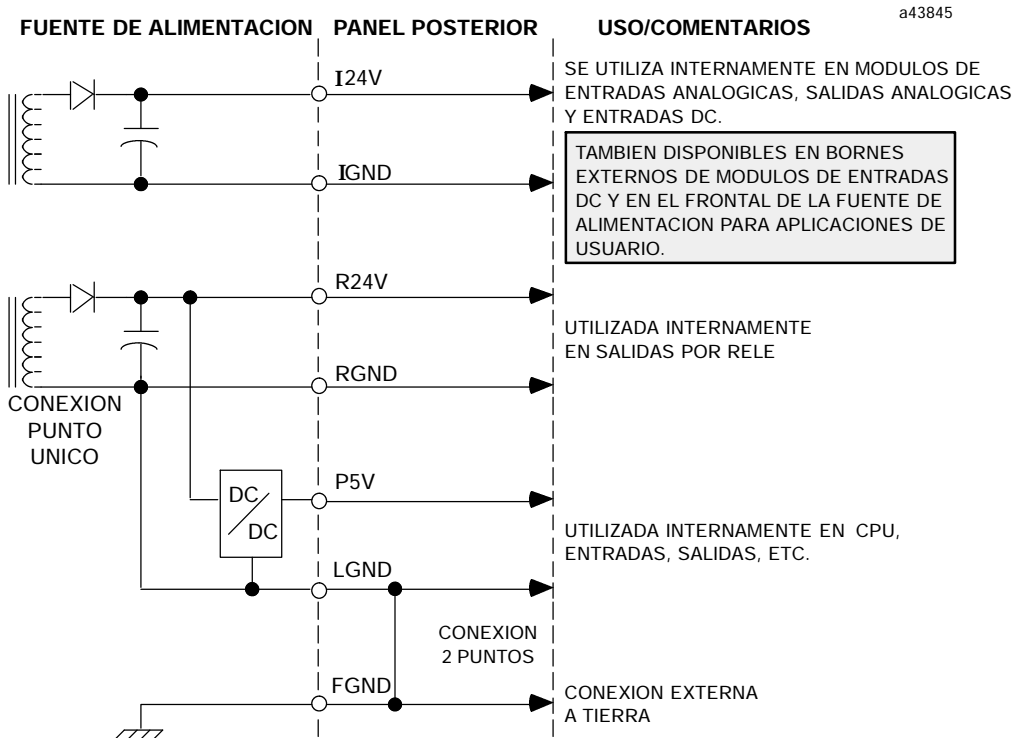 a43845
FUENTE DE ALIMENTACION PANEL POSTERIOR USO/COMENTARIOS
I24V
SE UTILIZA INTERNAMENTE EN MODULOS DE
ENTRADAS ANALOGICAS, SALIDAS ANALOGICAS
Y ENTRADAS DC.
IGND
TAMBIEN DISPONIBLES EN BORNES
EXTERNOS DE MODULOS DE ENTRADAS
DC Y EN EL FRONTAL DE LA FUENTE DE
ALIMENTACION PARA APLICACIONES DE
USUARIO.
R24V
UTILIZADA INTERNAMENTE
EN SALIDAS POR RELE
RGND
CONEXION
PUNTO
UNICO
P5V
DC
DC
UTILIZADA INTERNAMENTE EN CPU,
ENTRADAS, SALIDAS, ETC.
LGND
CONEXION
2 PUNTOS
FGND
CONEXION EXTERNA
A TIERRA